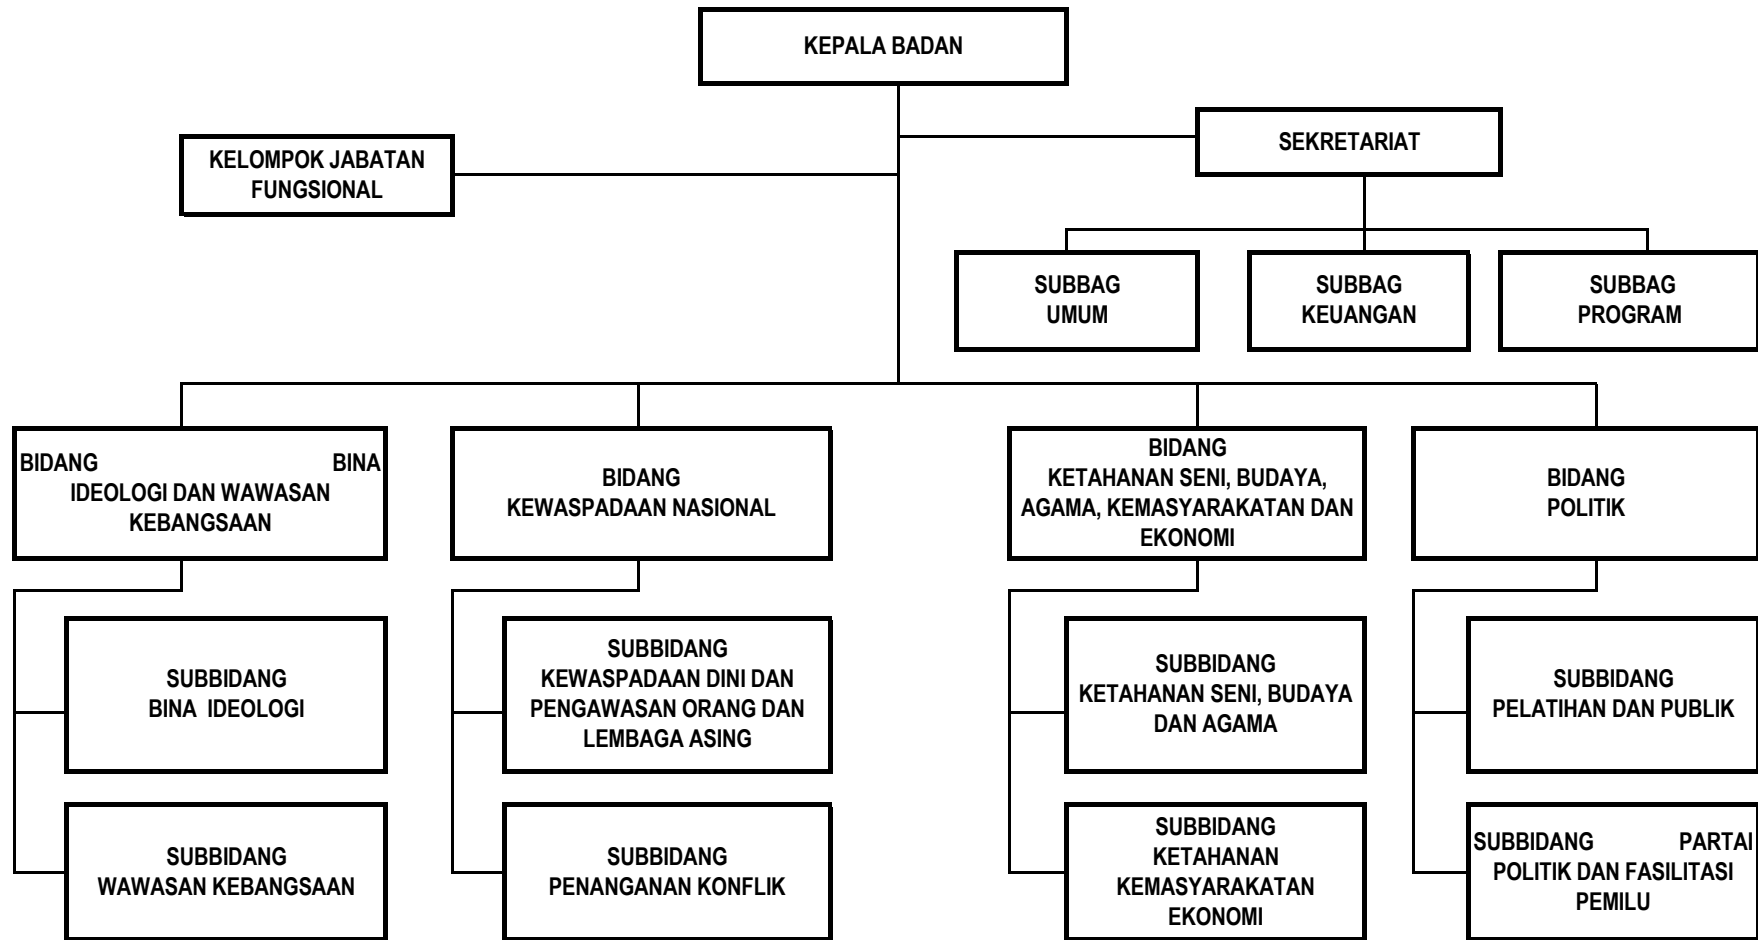 KEPALA BADAN
SEKRETARIAT
KELOMPOK JABATAN
FUNGSIONAL
SUBBAG
UMUM
SUBBAG
KEUANGAN
SUBBAG
PROGRAM
BIDANG BINA
IDEOLOGI DAN WAWASAN
KEBANGSAAN
BIDANG
KEWASPADAAN NASIONAL
BIDANG
KETAHANAN SENI, BUDAYA,
AGAMA, KEMASYARAKATAN DAN
EKONOMI
BIDANG
POLITIK
SUBBIDANG
BINA IDEOLOGI
SUBBIDANG
KEWASPADAAN DINI DAN
PENGAWASAN ORANG DAN
LEMBAGA ASING
SUBBIDANG
KETAHANAN SENI, BUDAYA
DAN AGAMA
SUBBIDANG
PELATIHAN DAN PUBLIK
SUBBIDANG
WAWASAN KEBANGSAAN
SUBBIDANG
PENANGANAN KONFLIK
SUBBIDANG
KETAHANAN
KEMASYARAKATAN
EKONOMI
SUBBIDANG PARTAI
POLITIK DAN FASILITASI
PEMILU